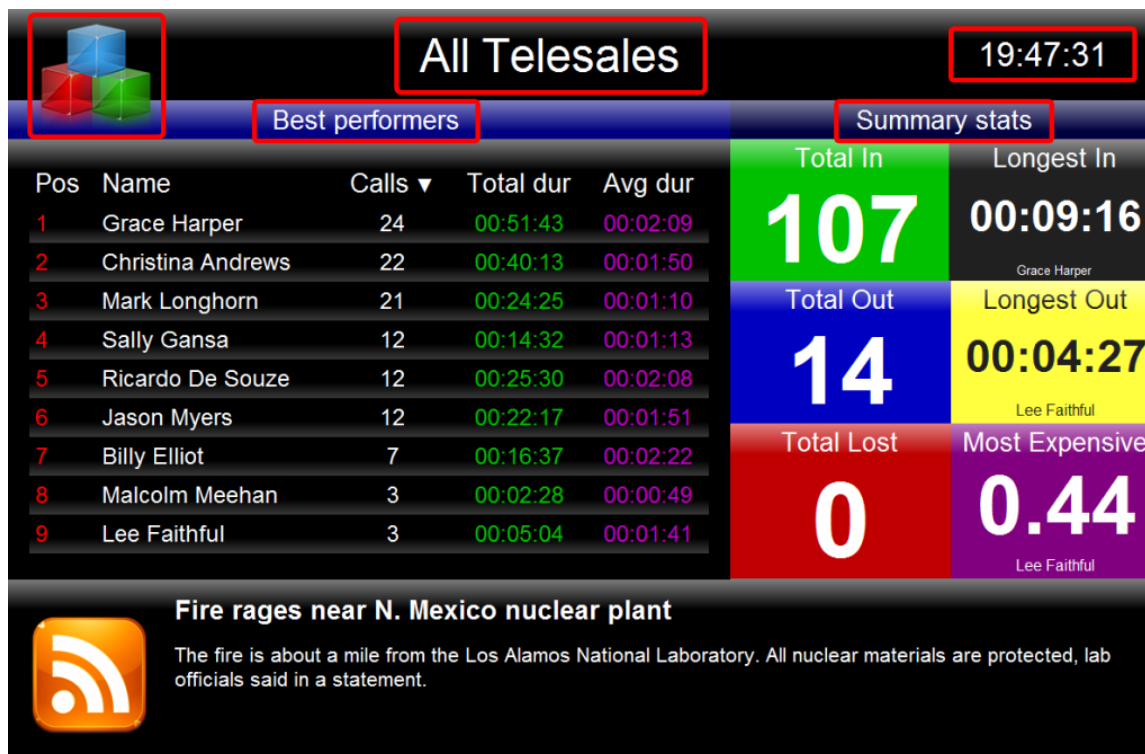 All Telesales
19:47:31
Best performers
Summary stats
Pos Name Calls ▼ Total dur Avg dur
1 Grace Harper 24 00:51:43 00:02:09
2 Christina Andrews 22 00:40:13 00:01:50
3 Mark Longhorn 21 00:24:25 00:01:10
4 Sally Gansa 12 00:14:32 00:01:13
5 Ricardo De Souze 12 00:25:30 00:02:08
6 Jason Myers 12 00:22:17 00:01:51
7 Billy Elliot 7 00:16:37 00:02:22
8 Malcolm Meehan 3 00:02:28 00:00:49
9 Lee Faithful 3 00:05:04 00:01:41
Total In
107
Longest In
00:09:16
Grace Harper
Total Out
14
Longest Out
00:04:27
Lee Faithful
Total Lost
0
Most Expensive
0.44
Lee Faithful
Fire rages near N. Mexico nuclear plant
The fire is about a mile from the Los Alamos National Laboratory. All nuclear materials are protected, lab
officials said in a statement.